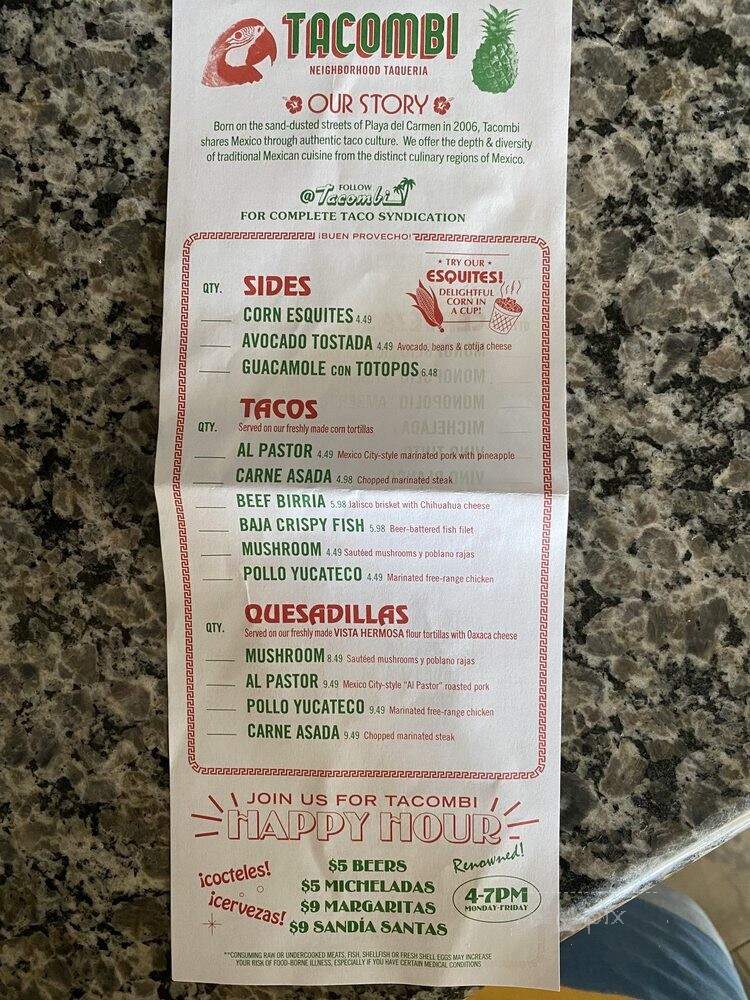 TACOMBI
NEIGHBORHOOD TAQUERIA
OUR STORY
Born on the sand-dusted streets of Playa del Carmen in 2006, Tacombi
shares Mexico through authentic taco culture. We offer the depth & diversity
of traditional Mexican cuisine from the distinct culinary regions of Mexico.
FOLLOW
@Tacombi
FOR COMPLETE TACO SYNDICATION
¡BUEN PROVECHO!
TRY OUR
ESQUITES!
DELIGHTFUL
CORN IN
A CUP!
QTY. SIDES
CORN ESQUITES 4.49
AVOCADO TOSTADA 4.49 Avocado, beans & cotija cheese
GUACAMOLE CON TOTOPOS 6.48
TACOS
QTY. Served on our freshly made corn tortillas
AL PASTOR 4.49 Mexico City-style marinated pork with pineapple
CARNE ASADA 4.98 Chopped marinated steak
BEEF BIRRIA 5.98 Jalisco brisket with Chihuahua cheese
BAJA CRISPY FISH 5.98 Beer-battered fish filet
MUSHROOM 4.49 Sautéed mushrooms y poblano rajas
POLLO YUCATECO 4.49 Marinated free-range chicken
QUESADILLAS
QTY. Served on our freshly made VISTA HERMOSA flour tortillas with Oaxaca cheese
MUSHROOM 8.49 Sautéed mushrooms y poblano rajas
AL PASTOR 9.49 Mexico City-style "Al Pastor" roasted pork
POLLO YUCATECO 9.49 Marinated free-range chicken
CARNE ASADA 9.49 Chopped marinated steak
JOIN US FOR TACOMBI
HAPPY HOUR
¡cocteles!
¡cervezas!
$5 BEERS
$5 MICHELADAS
$9 MARGARITAS
$9 SANDÍA SANTAS
Renowned!
4-7PM
MONDAY-FRIDAY
**CONSUMING RAW OR UNDERCOOKED MEATS, FISH, SHELLFISH OR FRESH SHELL EGGS MAY INCREASE
YOUR RISK OF FOOD-BORNE ILLNESS, ESPECIALLY IF YOU HAVE CERTAIN MEDICAL CONDITIONS